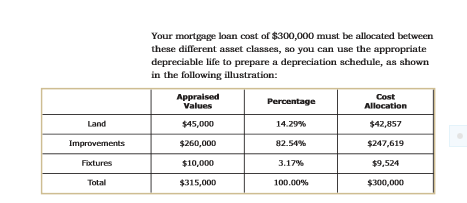 Your mortgage loan cost of $300,000 must be allocated between
these different asset classes, so you can use the appropriate
depreciable life to prepare a depreciation schedule, as shown
in the following illustration:
Appraised Values Percentage Cost Allocation
Land $45,000 14.29% $42,857
Improvements $260,000 82.54% $247,619
Fixtures $10,000 3.17% $9,524
Total $315,000 100.00% $300,000